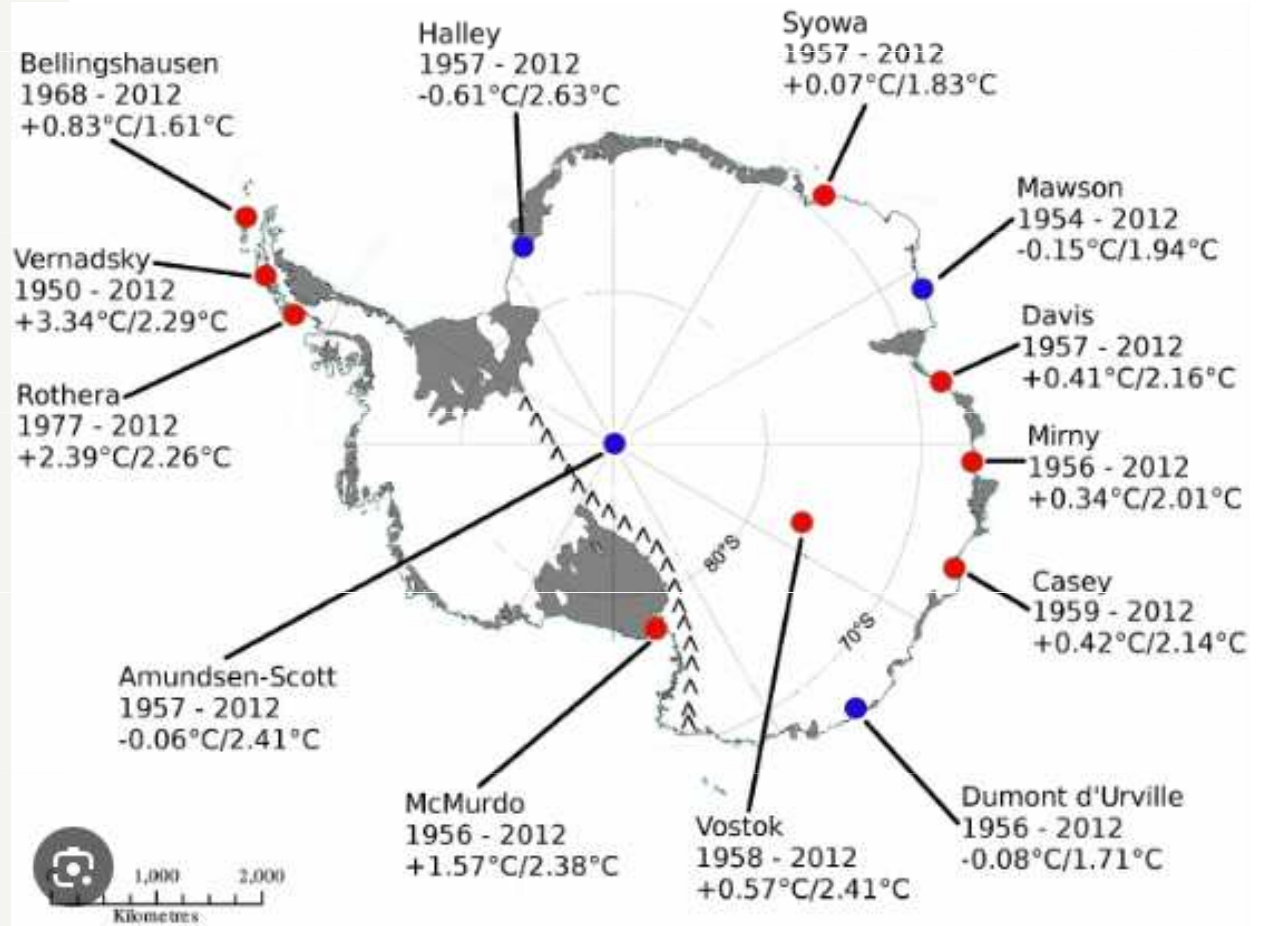 Bellingshausen
1968 - 2012
+0.83°C/1.61°C
Halley
1957 - 2012
-0.61°C/2.63°C
Syowa
1957 - 2012
+0.07°C/1.83°C
Mawson
1954 - 2012
-0.15°C/1.94°C
Vernadsky
1950 - 2012
+3.34°C/2.29°C
Davis
1957 - 2012
+0.41°C/2.16°C
Rothera
1977 - 2012
+2.39°C/2.26°C
Mirny
1956 - 2012
+0.34°C/2.01°C
80°S
70°S
Casey
1959 - 2012
+0.42°C/2.14°C
Amundsen-Scott
1957 - 2012
-0.06°C/2.41°C
McMurdo
1956 - 2012
+1.57°C/2.38°C
Vostok
1958 - 2012
+0.57°C/2.41°C
Dumont d'Urville
1956 - 2012
-0.08°C/1.71°C
1,000 2,000
Kilometres